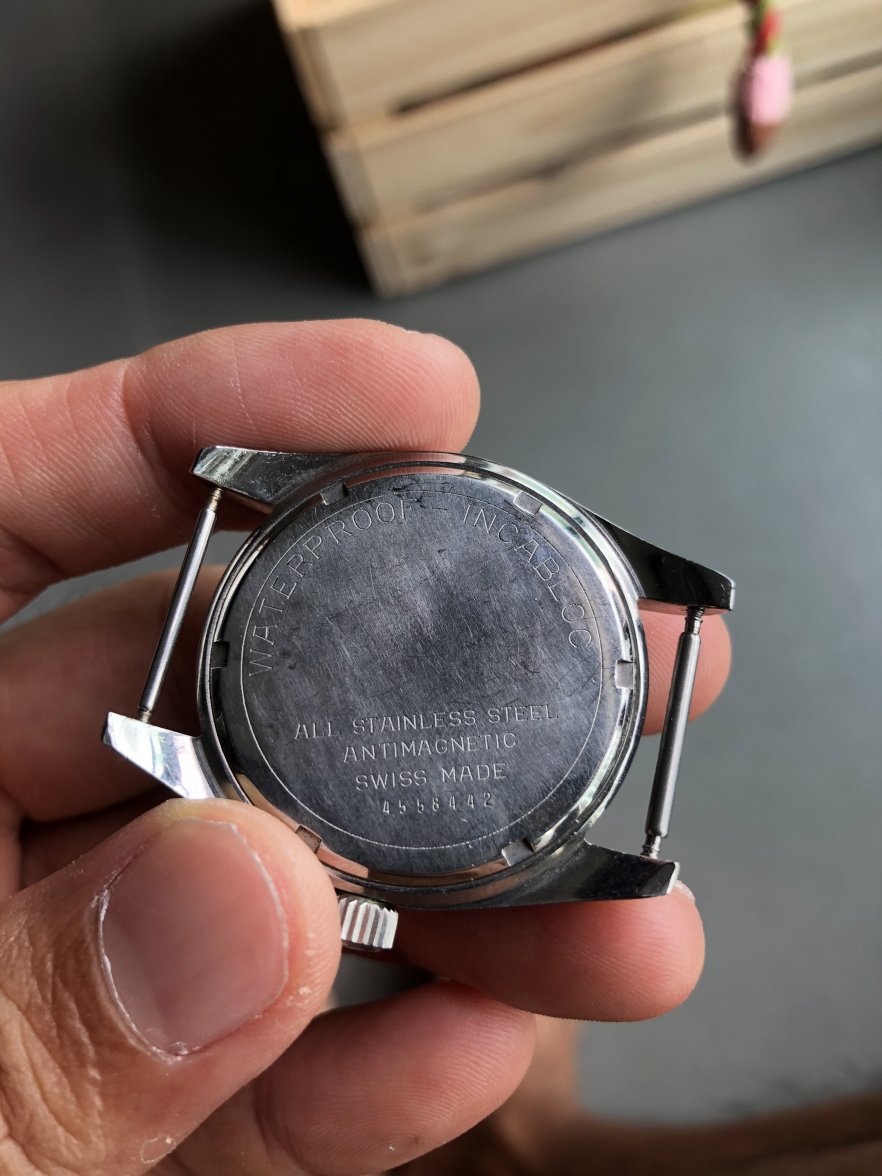 WATERPROOF - INCABLOC
ALL STAINLESS STEEL
ANTIMAGNETIC
SWISS MADE
4558442